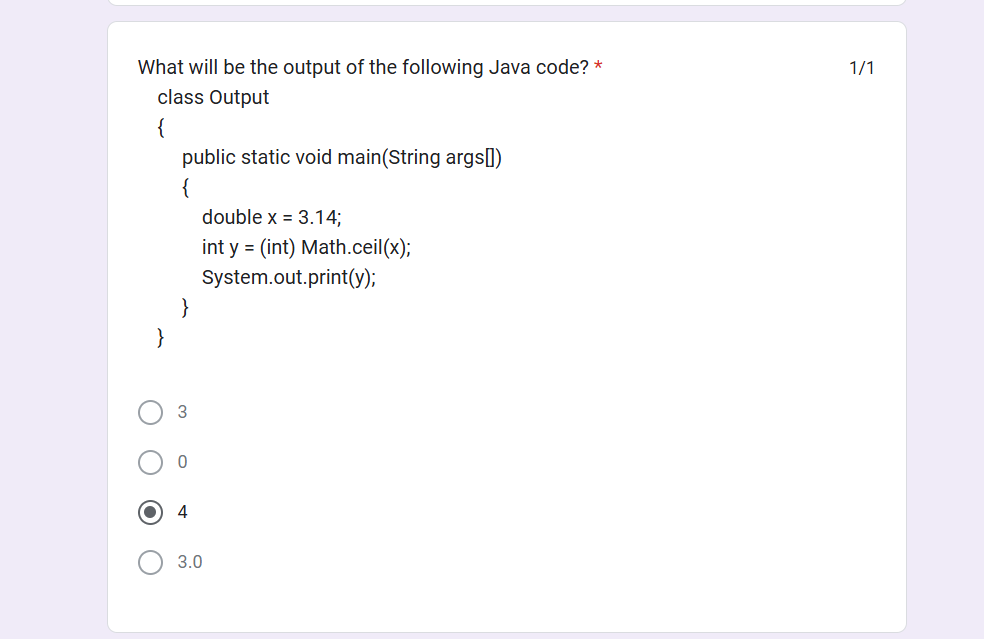 What will be the output of the following Java code? * 1/1
class Output
{
public static void main(String args[])
{
double x = 3.14;
int y = (int) Math.ceil(x);
System.out.print(y);
}
}
3
0
4
3.0